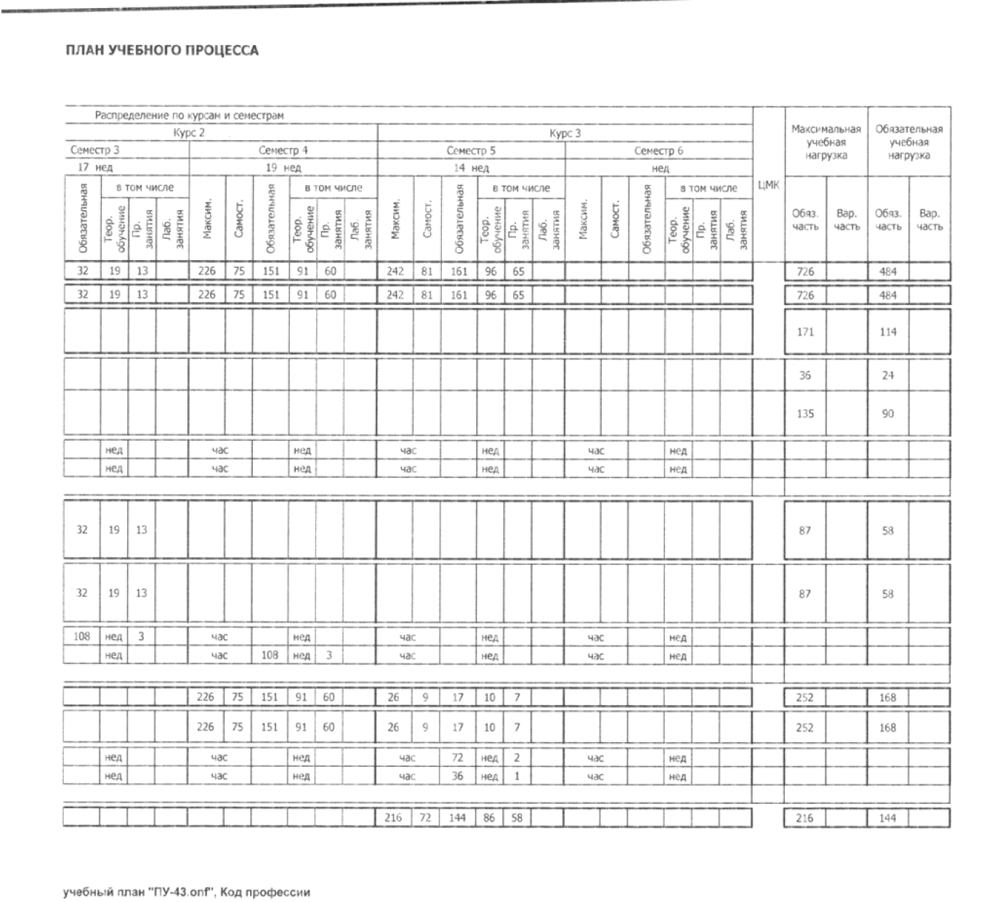 ПЛАН УЧЕБНОГО ПРОЦЕССА
Распределение по курсам и семестрам
Курс 2 Курс 3
Семестр 3 Семестр 4 Семестр 5 Семестр 6
17 нед 19 нед 14 нед нед
Обязательная в том числе Теор. обучение Пр. занятия Лаб. занятия Максим. Самост. Обязательная в том числе Теор. обучение Пр. занятия Лаб. занятия Максим. Самост. Обязательная в том числе Теор. обучение Пр. занятия Лаб. занятия Максим. Самост. Обязательная в том числе Теор. обучение Пр. занятия Лаб. занятия ЦМК
Максимальная учебная нагрузка Обязательная учебная нагрузка
Обяз. часть Вар. часть Обяз. часть Вар. часть
32 19 13 226 75 151 91 60 242 81 161 96 65 726 484
32 19 13 226 75 151 91 60 242 81 161 96 65 726 484
171 114
36 24
135 90
нед час нед час нед час нед
нед час нед час нед час нед
32 19 13 87 58
32 19 13 87 58
108 нед 3 час нед час нед час нед
нед час 108 нед 3 час нед час нед
226 75 151 91 60 26 9 17 10 7 252 168
226 75 151 91 60 26 9 17 10 7 252 168
нед час нед час 72 нед 2 час нед
нед час нед час 36 нед 1 час нед
216 72 144 86 58 216 144
учебный план "ПУ-43.onf", Код профессии